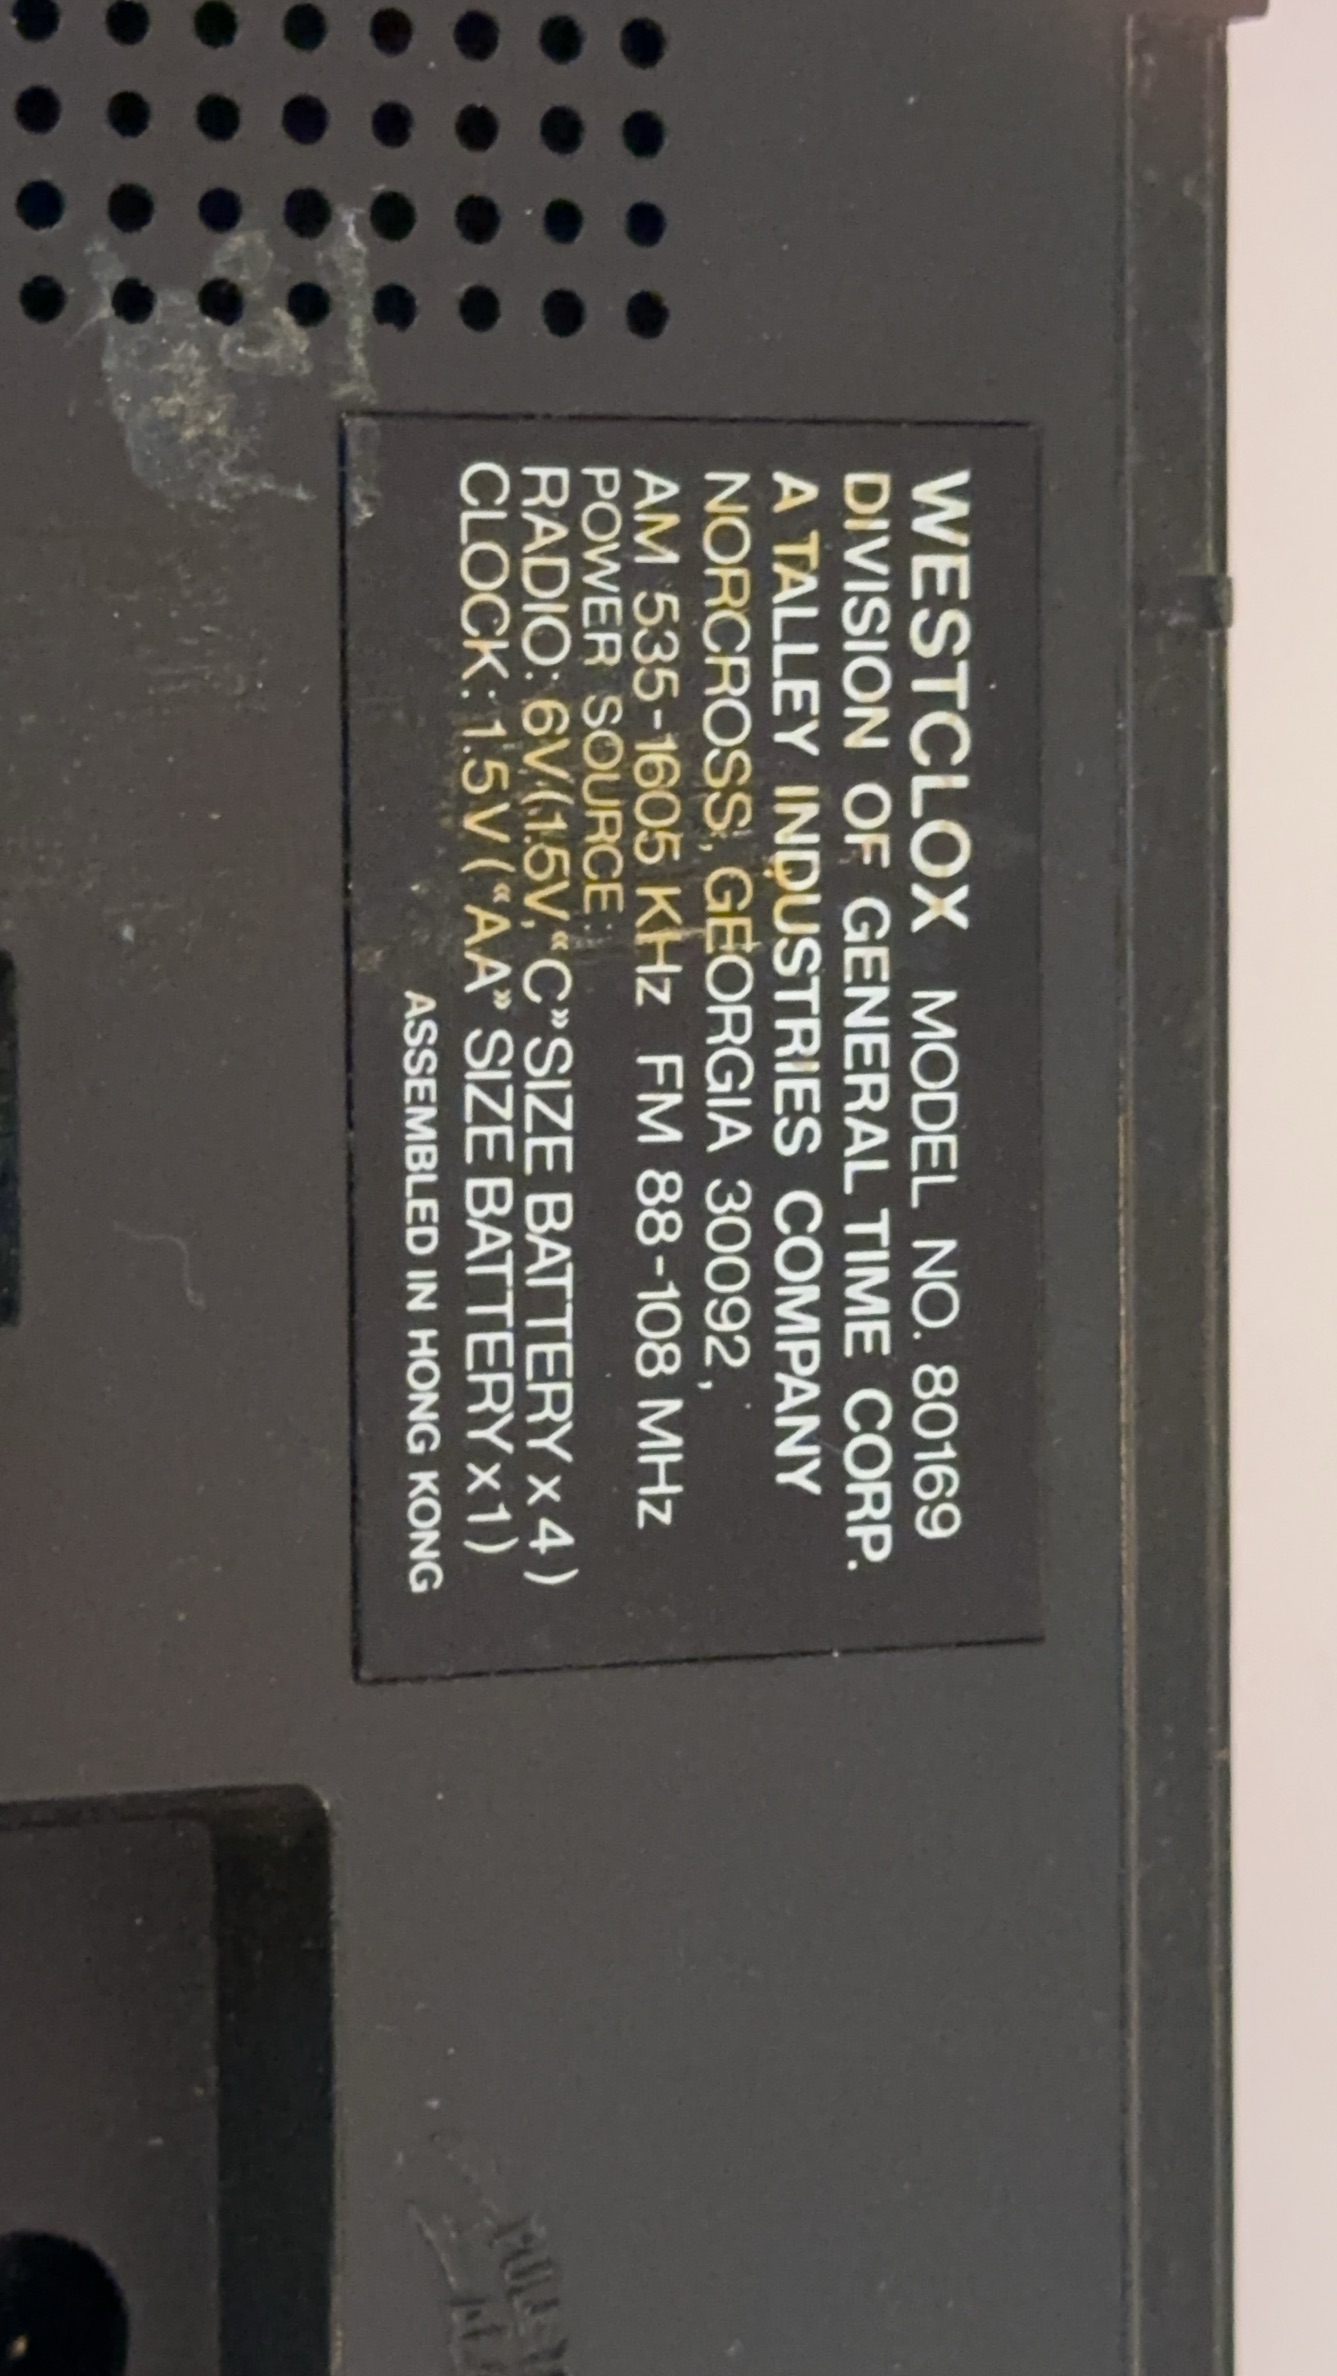 WESTCLOX MODEL NO. 80169
DIVISION OF GENERAL TIME CORP.
A TALLEY INDUSTRIES COMPANY
NORCROSS, GEORGIA 30092,
AM 535-1605 KHz FM 88-108 MHz
POWER SOURCE:
RADIO: 6V (1.5V, «C» SIZE BATTERY x 4)
CLOCK: 1.5V («AA» SIZE BATTERY x 1)
ASSEMBLED IN HONG KONG